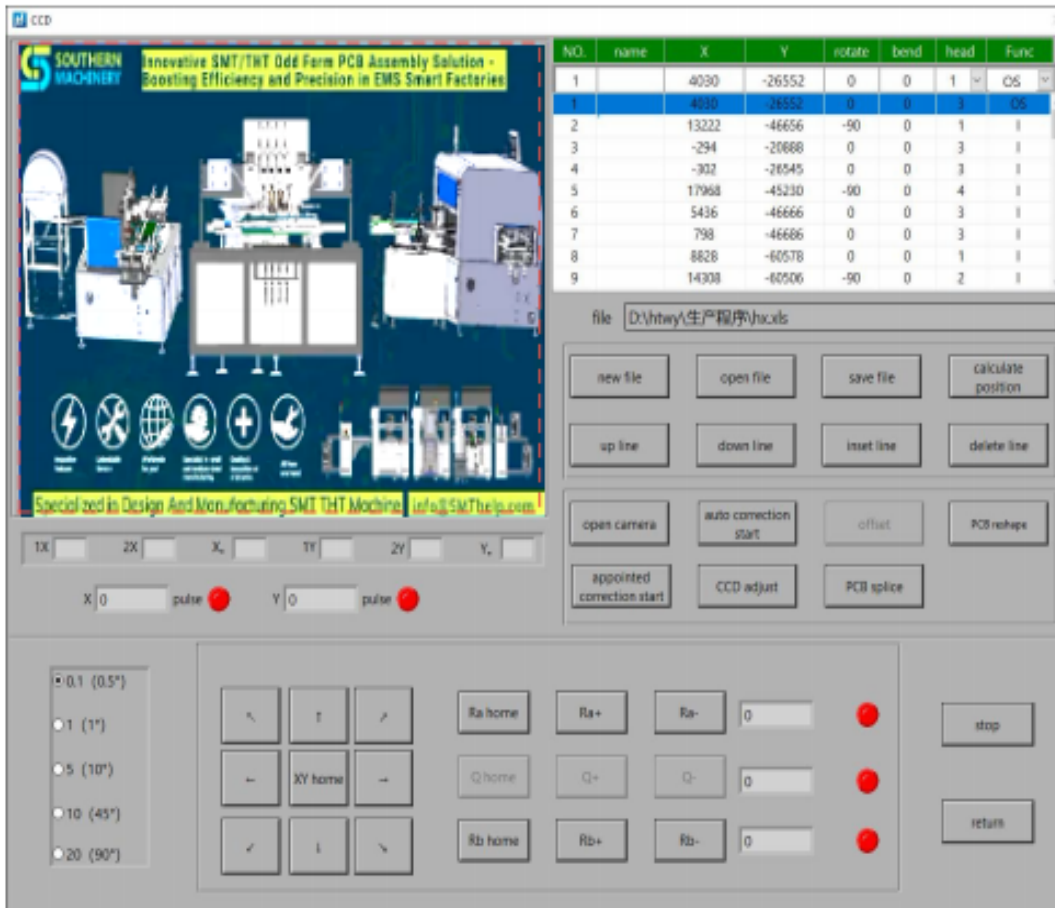 CCD
SOUTHERN
MACHINERY
Innovative SMT/THT Odd Form PCB Assembly Solution -
Boosting Efficiency and Precision in EMS Smart Factories
Specialized in Design And Manufacturing SMT THT Machine
info@SMThelp.com
NO. name X Y rotate bend head Func
1 4030 -26552 0 0 1 OS
1 4030 -26552 0 0 3 OS
2 13222 -46656 -90 0 1 I
3 -294 -20888 0 0 3 I
4 -302 -26545 0 0 3 I
5 17968 -45230 -90 0 4 I
6 5436 -46666 0 0 3 I
7 798 -46686 0 0 3 I
8 8828 -60578 0 0 1 I
9 14308 -60506 -90 0 2 I
file D:\htwy\生产程序\hx.xls
new file open file save file calculate position
up line down line inset line delete line
open camera auto correction start offset PCB reshape
appointed correction start CCD adjust PCB splice
1X 2X 1Y 2Y
X 0 pulse Y 0 pulse
0.1 (0.5°)
1 (1°)
5 (10°)
10 (45°)
20 (90°)
↖ ↑ ↗
← XY home →
↙ ↓ ↘
Ra home Ra+ Ra- 0
Q home Q+ Q- 0
Rb home Rb+ Rb- 0
stop
return